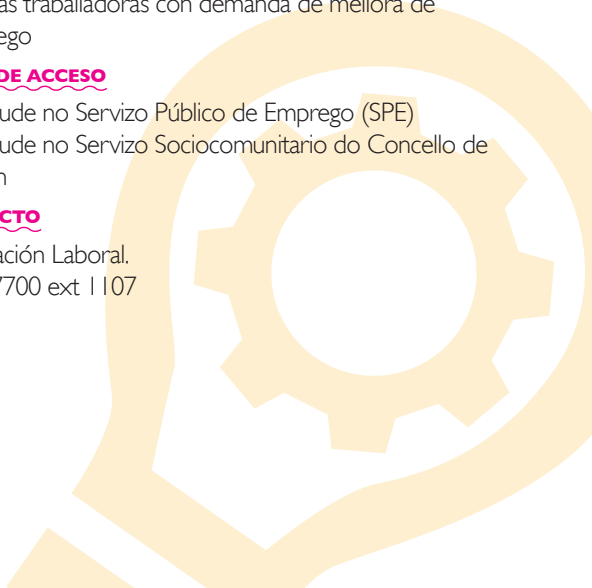 as traballadoras con demanda de mellora de
ego
DE ACCESO
ude no Servizo Público de Emprego (SPE)
ude no Servizo Sociocomunitario do Concello de
n
CTO
ación Laboral.
7700 ext 1107